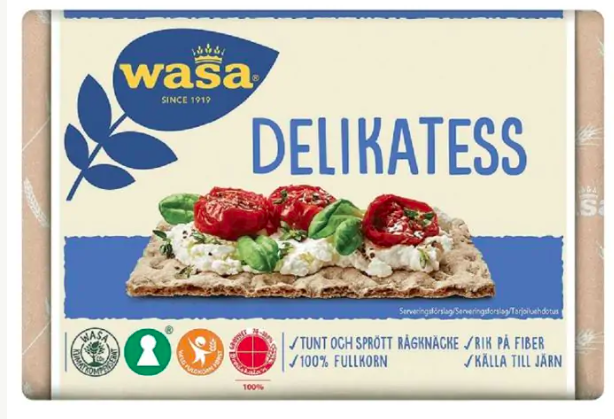 wasa®
SINCE 1919
DELIKATESS
Serveringsförslag/Serveringsforslag/Tarjoiluehdotus
WASA
®
✓TUNT OCH SPRÖTT RÅGKNÄCKE ✓RIK PÅ FIBER
✓100% FULLKORN ✓KÄLLA TILL JÄRN
100%